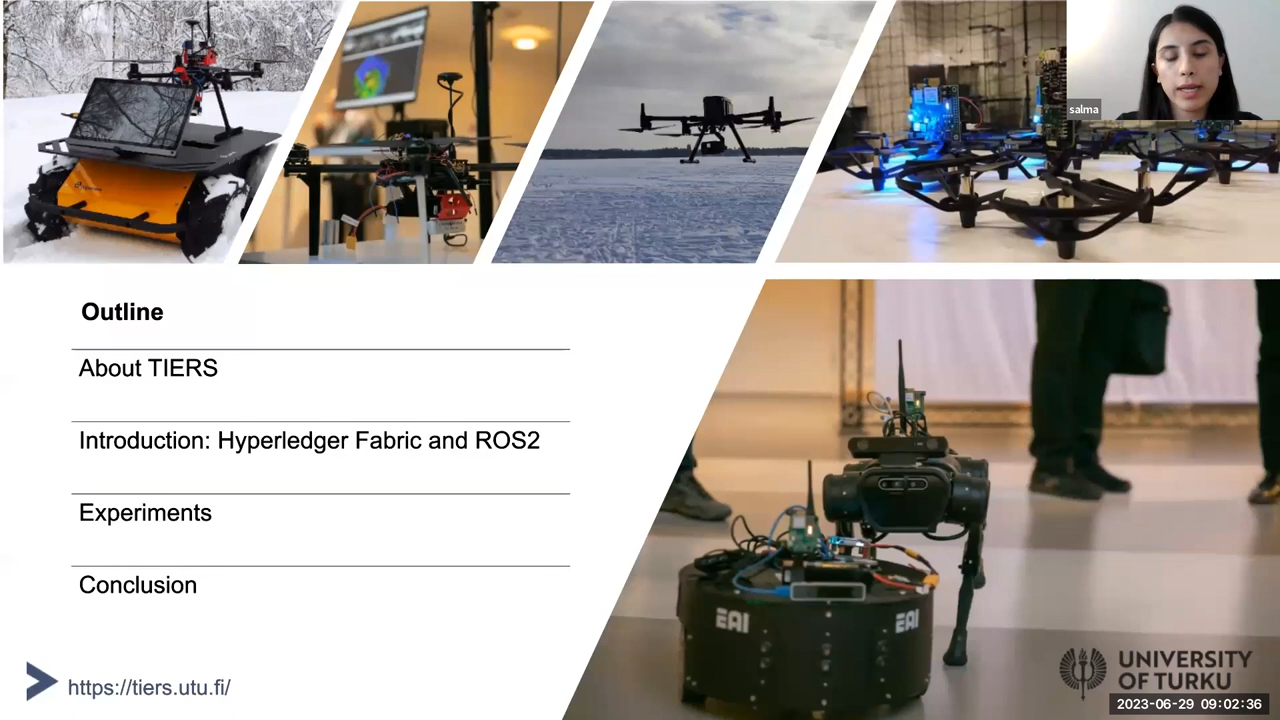 salma
Outline
About TIERS
Introduction: Hyperledger Fabric and ROS2
Experiments
Conclusion
https://tiers.utu.fi/
EAI
EAI
UNIVERSITY
OF TURKU
2023-06-29 09:02:36